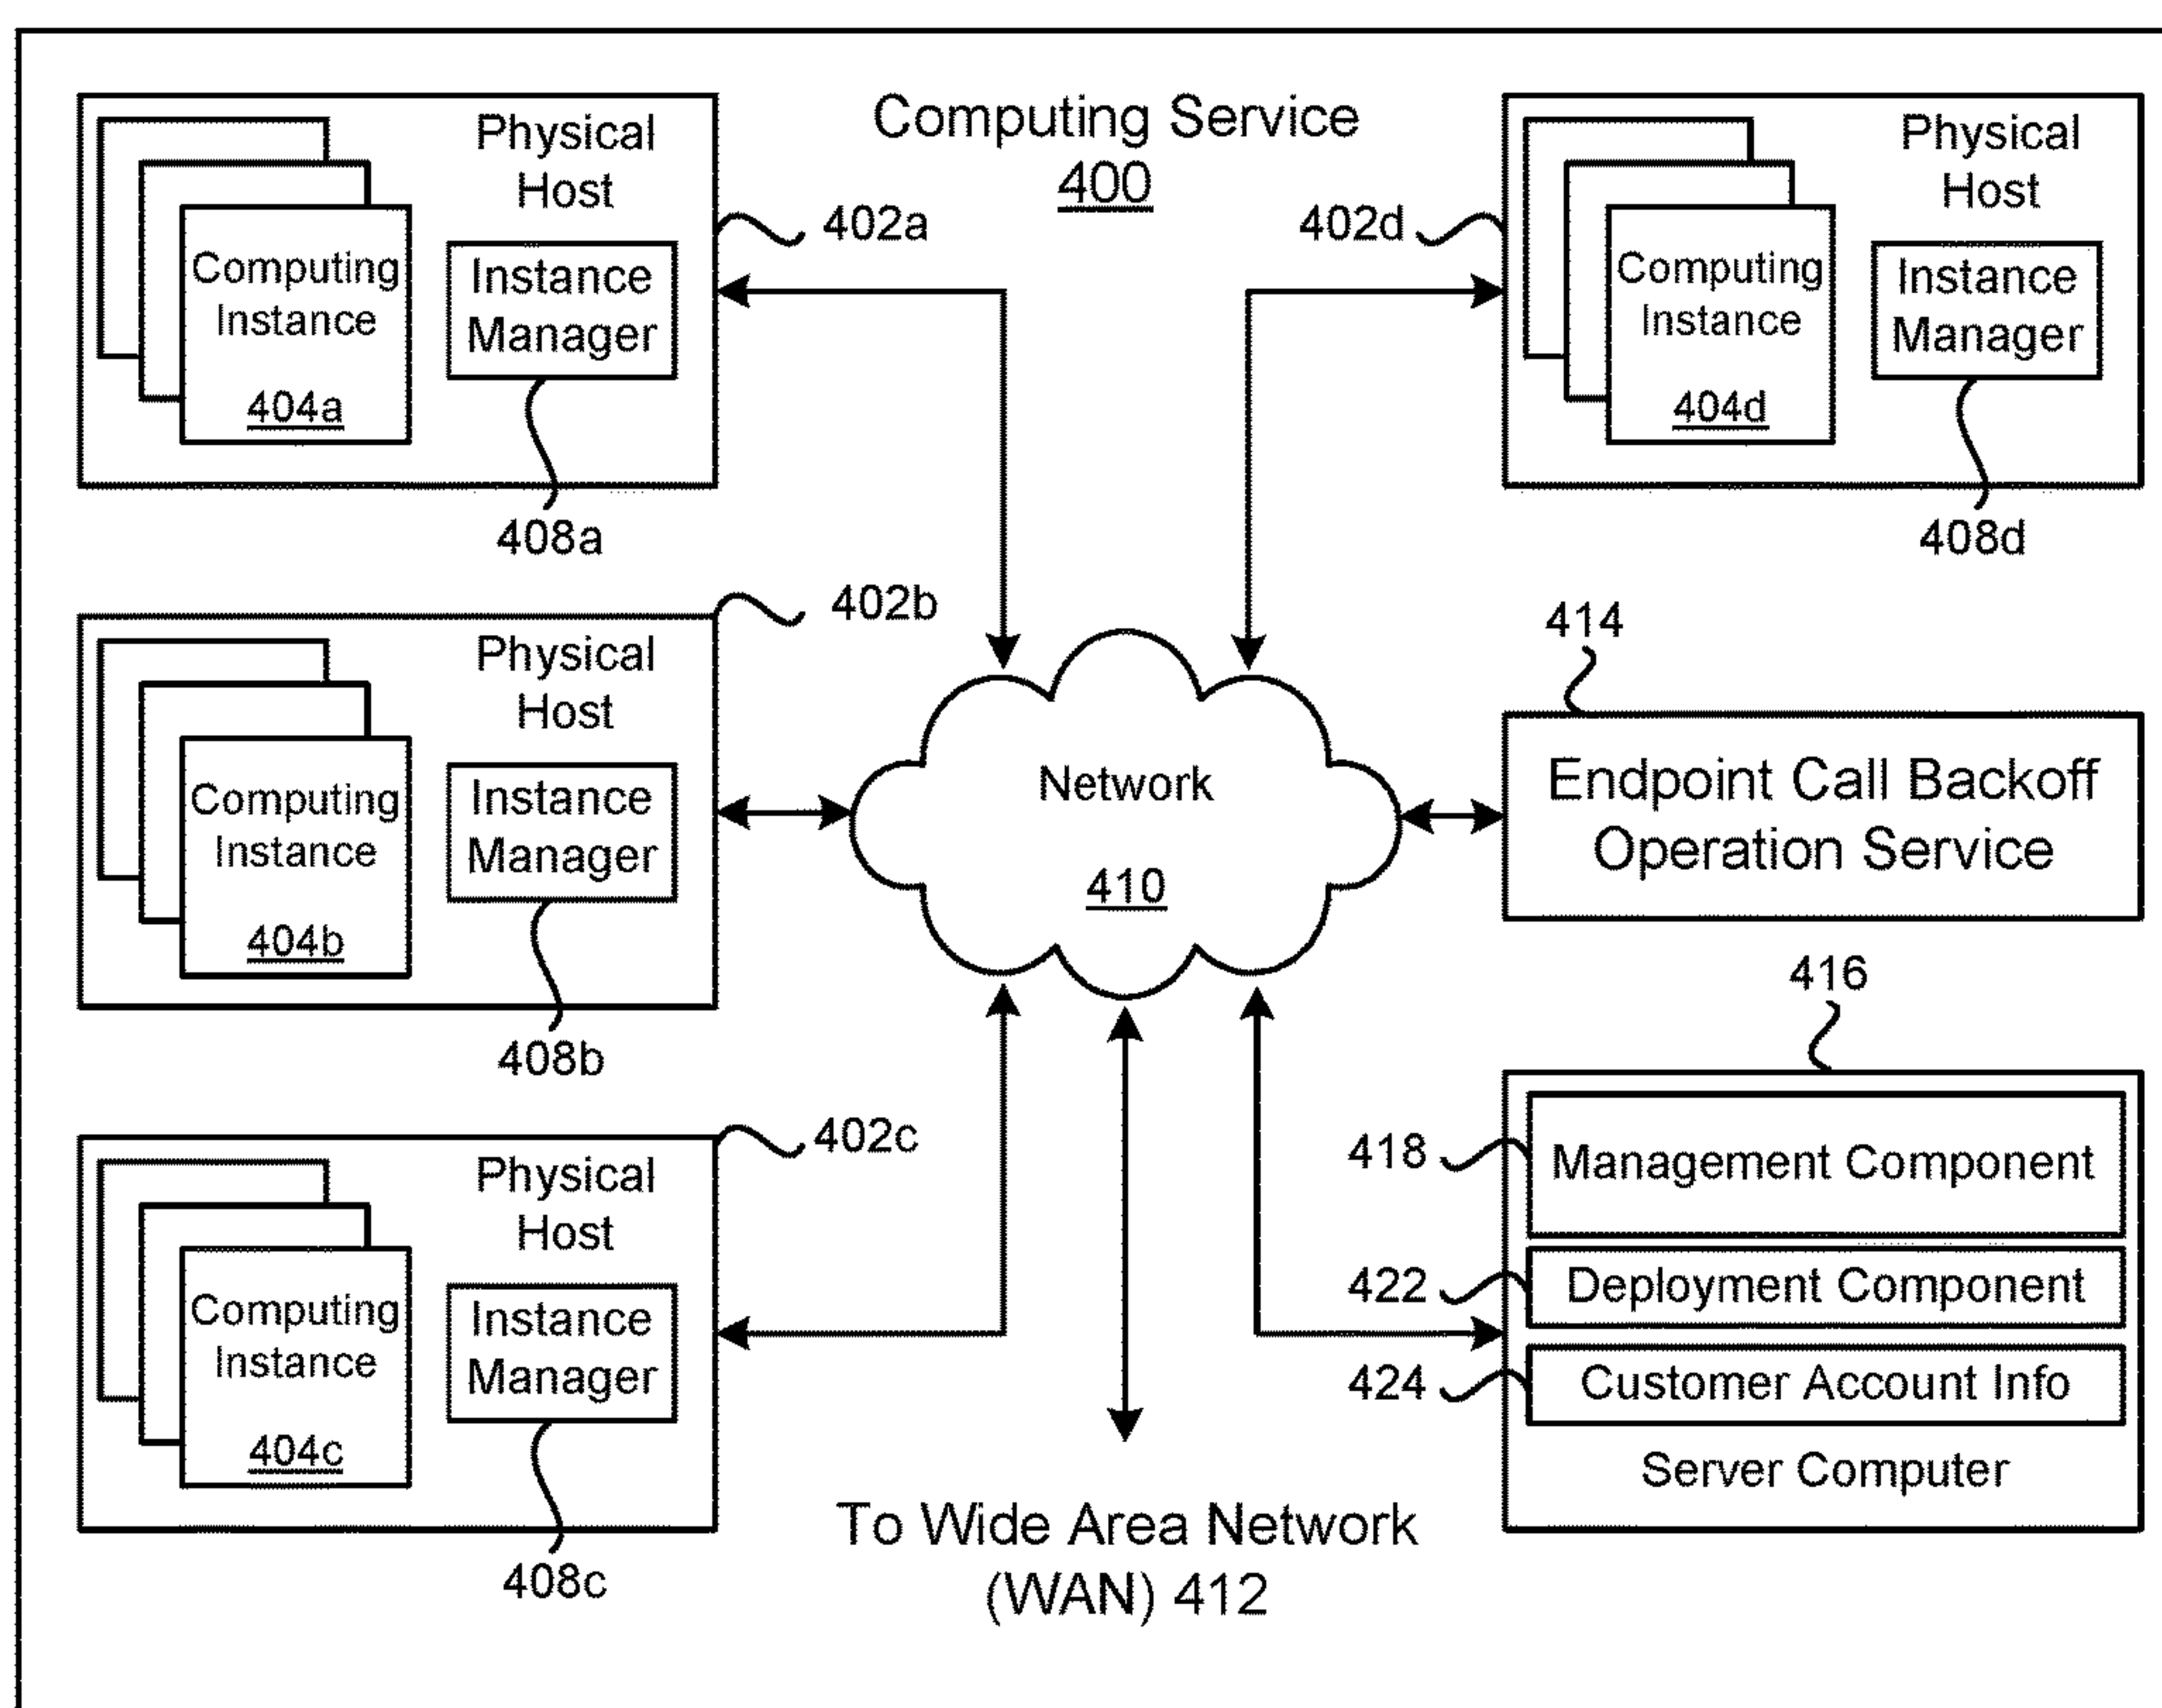 Computing Service
400
Physical
Host
Computing
Instance
404a
Instance
Manager
402a
408a
402d
Physical
Host
Computing
Instance
404d
Instance
Manager
408d
402b
Physical
Host
Computing
Instance
404b
Instance
Manager
408b
Network
410
414
Endpoint Call Backoff
Operation Service
402c
Physical
Host
Computing
Instance
404c
Instance
Manager
408c
416
418
Management Component
422
Deployment Component
424
Customer Account Info
Server Computer
To Wide Area Network
(WAN) 412